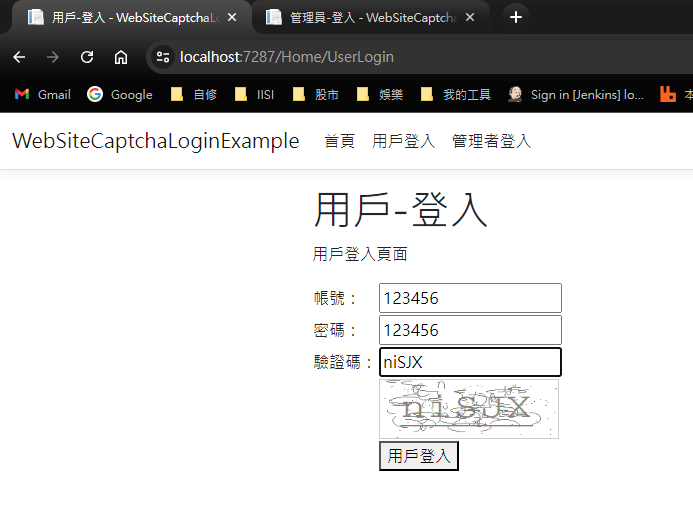 用戶-登入 - WebSiteCaptchaLo 管理員-登入 - WebSiteCaptcha
localhost:7287/Home/UserLogin
Gmail Google 自修 IISI 股市 娛樂 我的工具 Sign in [Jenkins] lo... 本
WebSiteCaptchaLoginExample 首頁 用戶登入 管理者登入
用戶-登入
用戶登入頁面
帳號： 123456
密碼： 123456
驗證碼： niSJX
niSJX
用戶登入